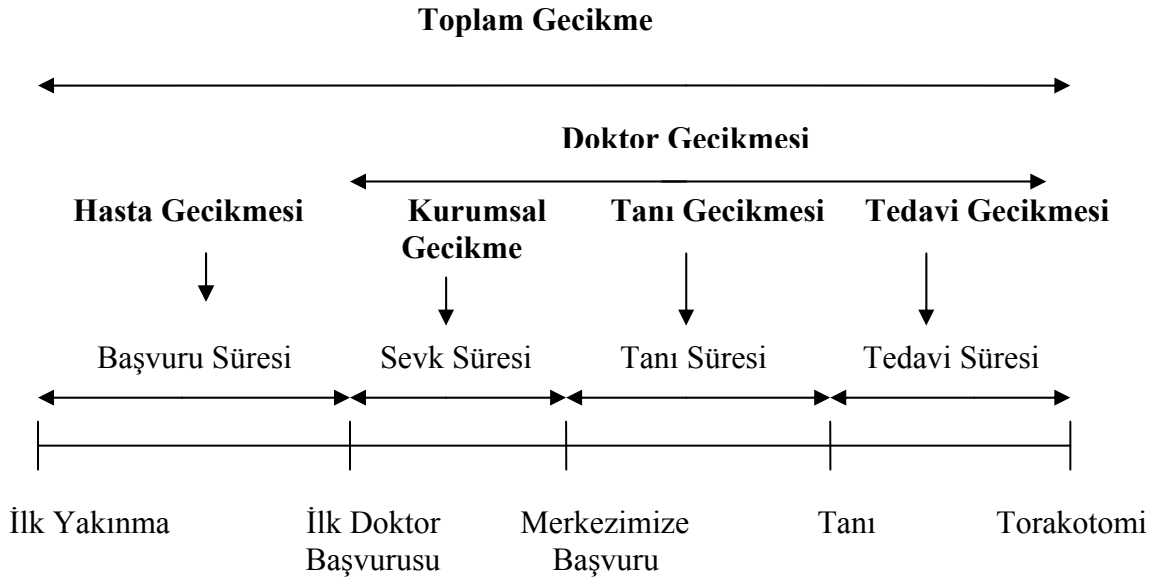 Toplam Gecikme
Doktor Gecikmesi
Hasta Gecikmesi
Kurumsal
Gecikme
Tanı Gecikmesi
Tedavi Gecikmesi
Başvuru Süresi
Sevk Süresi
Tanı Süresi
Tedavi Süresi
İlk Yakınma
İlk Doktor
Başvurusu
Merkezimize
Başvuru
Tanı
Torakotomi